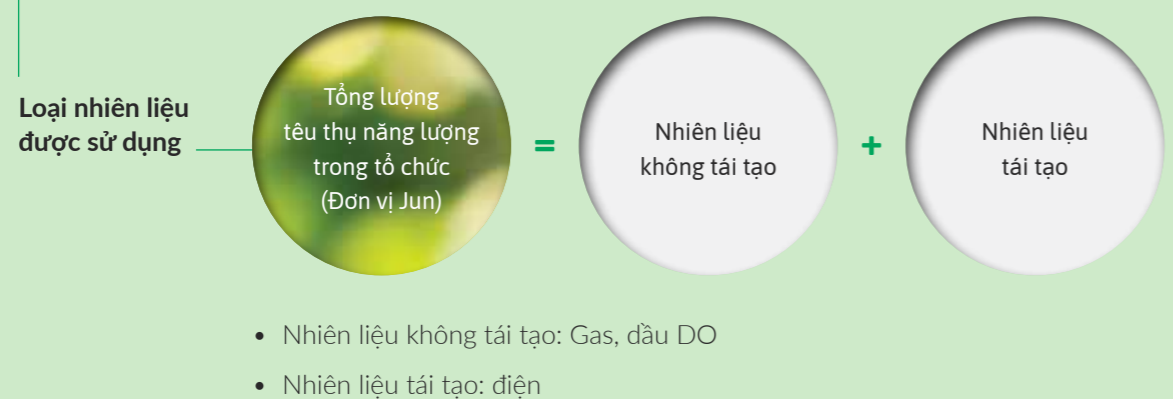 Loại nhiên liệu
được sử dụng
Tổng lượng
têu thụ năng lượng
trong tổ chức
(Đơn vị Jun)
=
Nhiên liệu
không tái tạo
+
Nhiên liệu
tái tạo
• Nhiên liệu không tái tạo: Gas, dầu DO
• Nhiên liệu tái tạo: điện